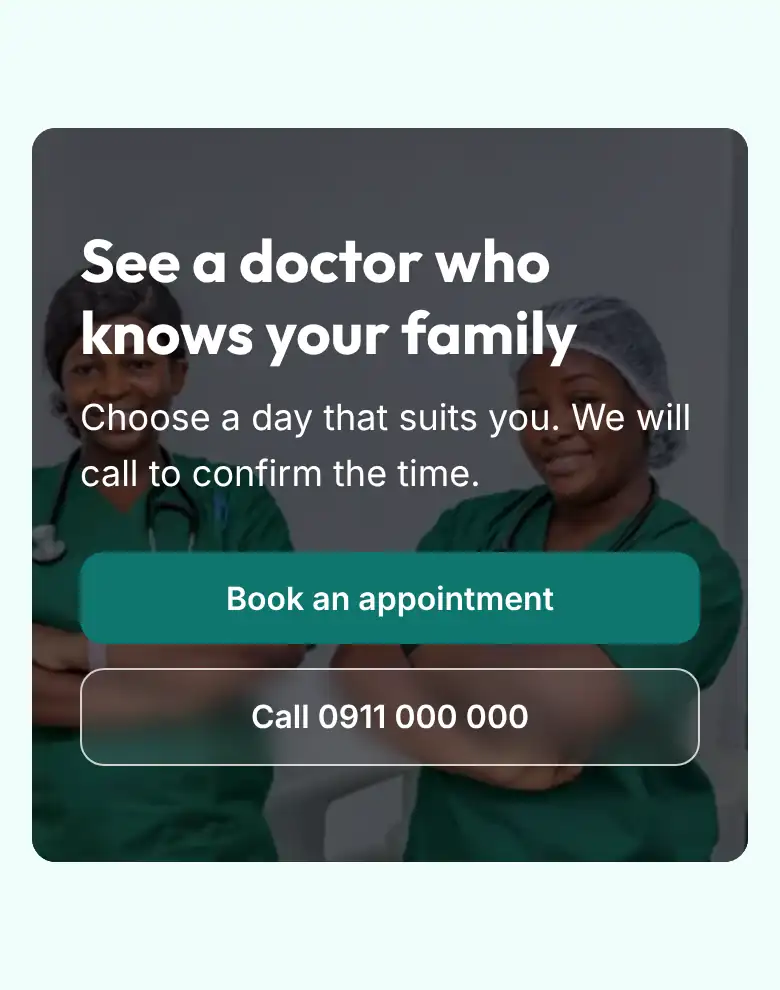 See a doctor who
knows your family
Choose a day that suits you. We will
call to confirm the time.
Book an appointment
Call 0911 000 000